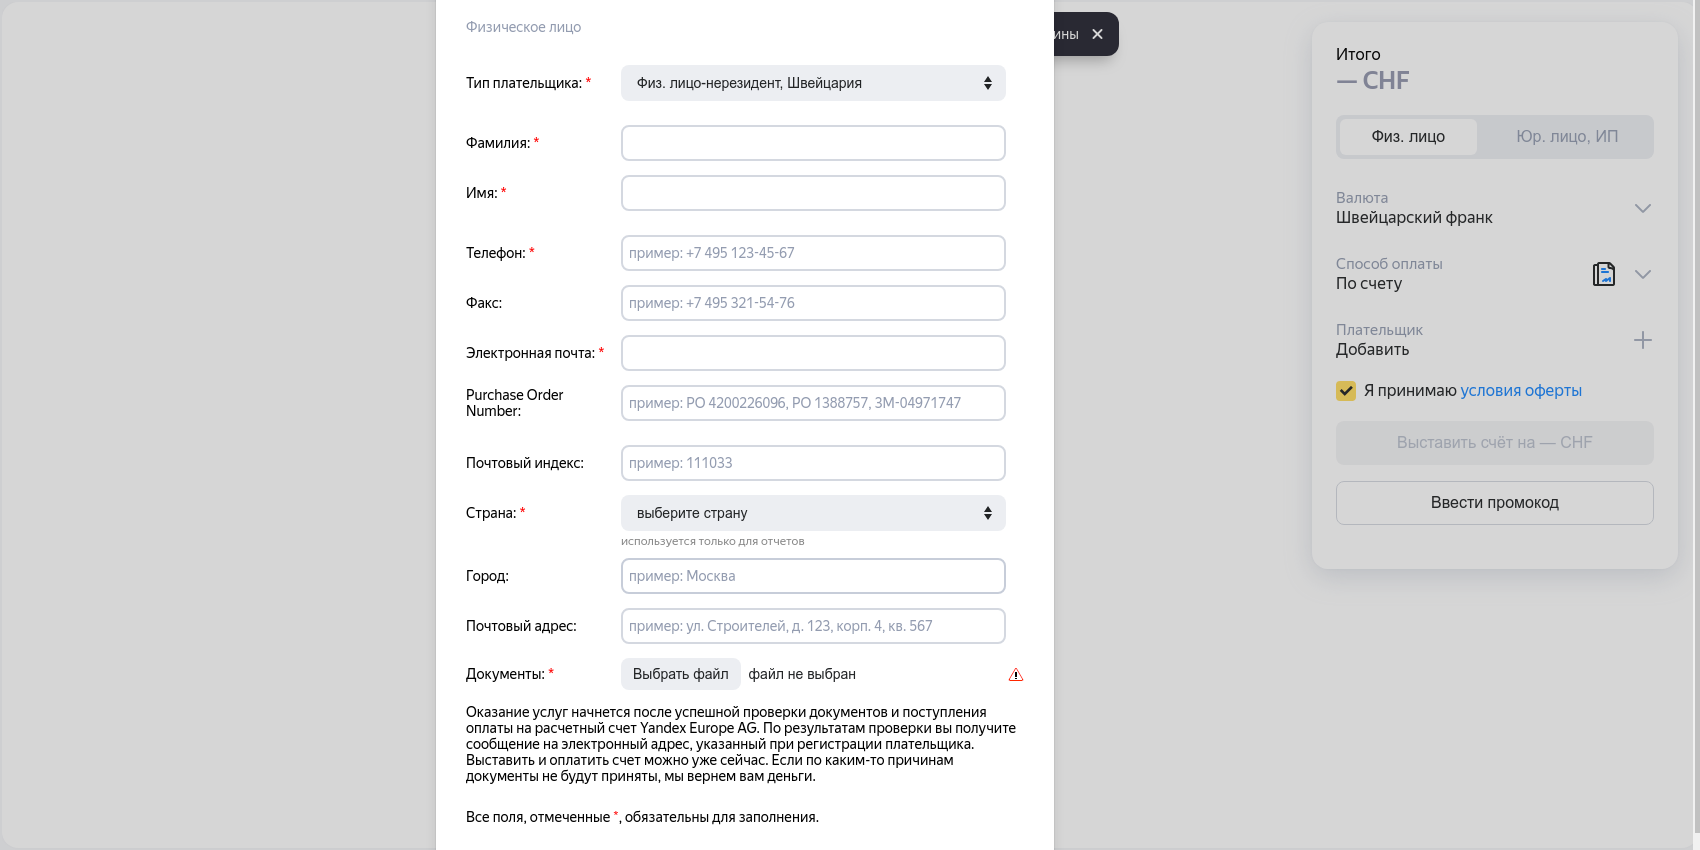 Физическое лицо
Тип плательщика: *
Физ. лицо-нерезидент, Швейцария
Фамилия: *
Имя: *
Телефон: *
пример: +7 495 123-45-67
Факс:
пример: +7 495 321-54-76
Электронная почта: *
Purchase Order
Number:
пример: PO 4200226096, PO 1388757, 3M-04971747
Почтовый индекс:
пример: 111033
Страна: *
выберите страну
используется только для отчетов
Город:
пример: Москва
Почтовый адрес:
пример: ул. Строителей, д. 123, корп. 4, кв. 567
Документы: *
Выбрать файл
файл не выбран
Оказание услуг начнется после успешной проверки документов и поступления
оплаты на расчетный счет Yandex Europe AG. По результатам проверки вы получите
сообщение на электронный адрес, указанный при регистрации плательщика.
Выставить и оплатить счет можно уже сейчас. Если по каким-то причинам
документы не будут приняты, мы вернем вам деньги.
Все поля, отмеченные *, обязательны для заполнения.
Итого
— CHF
Физ. лицо
Юр. лицо, ИП
Валюта
Швейцарский франк
Способ оплаты
По счету
Плательщик
Добавить
Я принимаю условия оферты
Выставить счёт на — CHF
Ввести промокод